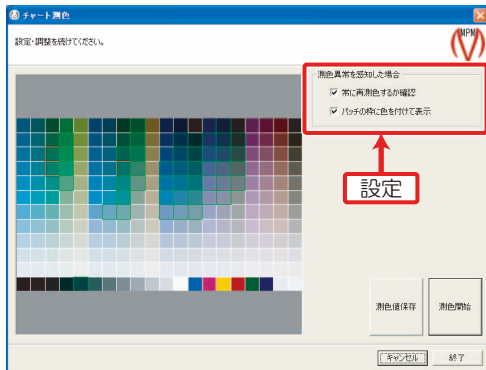 チャート測色
設定・調整を続けてください。
MPM
測色異常を感知した場合
常に再測色するか確認
パッチの枠に色を付けて表示
設定
測色値保存
測色開始
キャンセル
終了